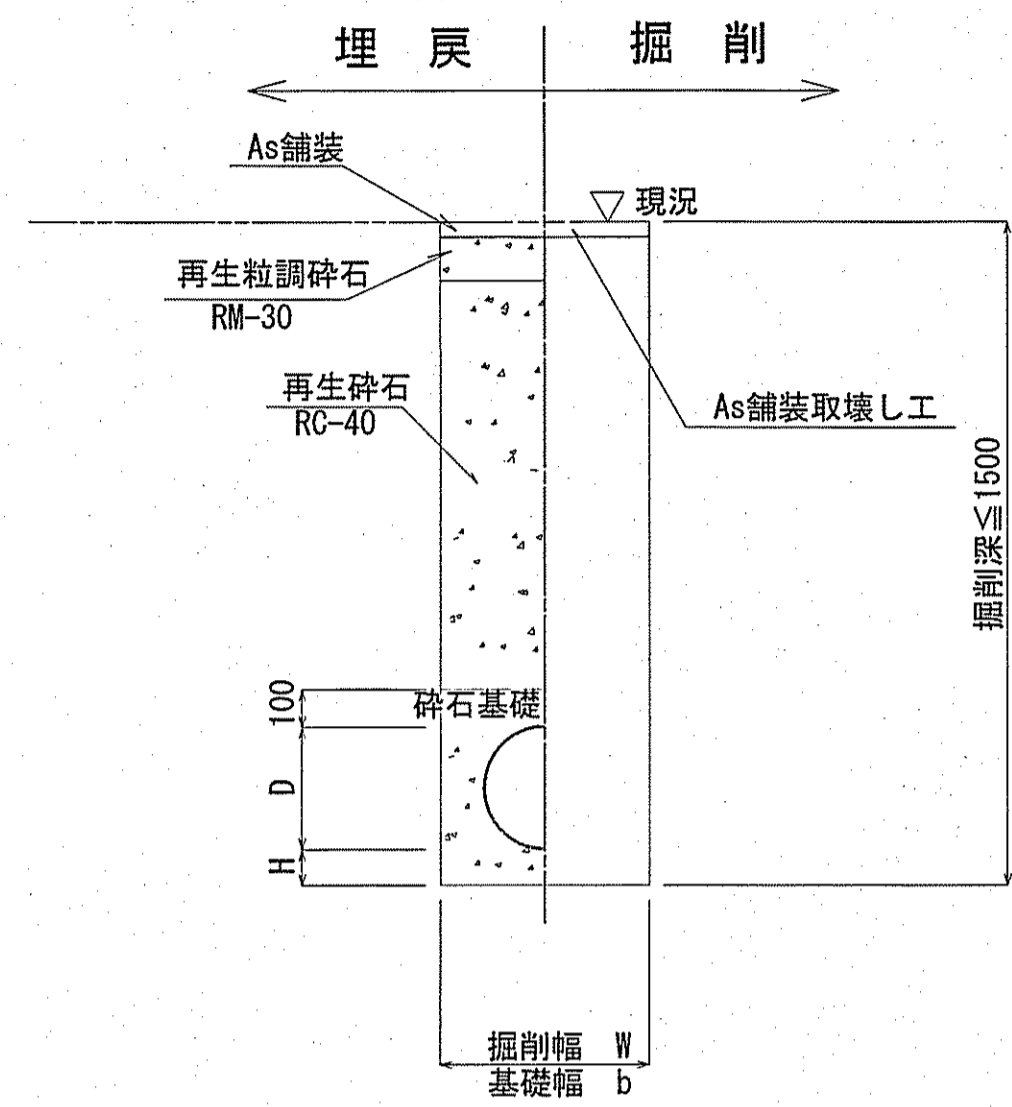 埋戻 掘削
As舗装
現況
再生粒調砕石
RM-30
再生砕石
RC-40
As舗装取壊し工
掘削深≦1500
100
砕石基礎
D
H
掘削幅 W
基礎幅 b